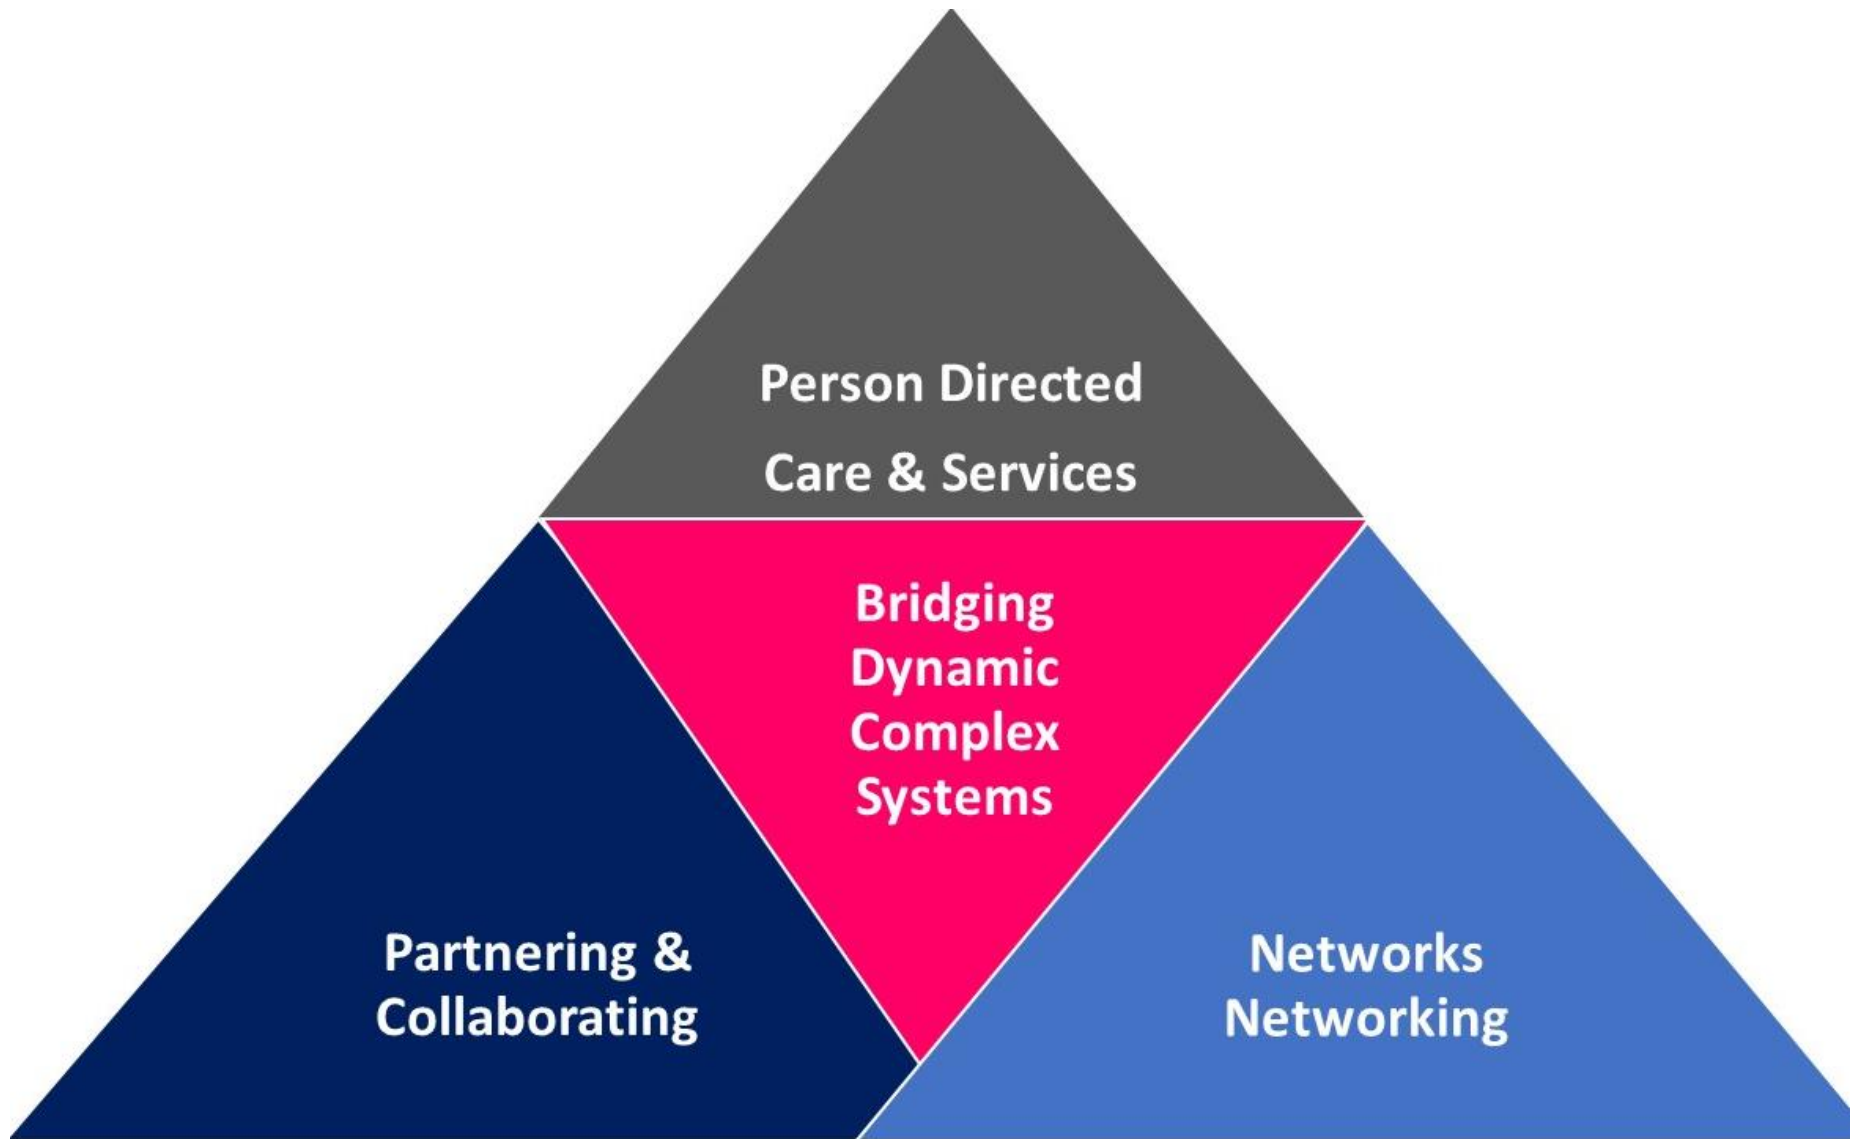 Person Directed
Care & Services
Bridging
Dynamic
Complex
Systems
Partnering &
Collaborating
Networks
Networking